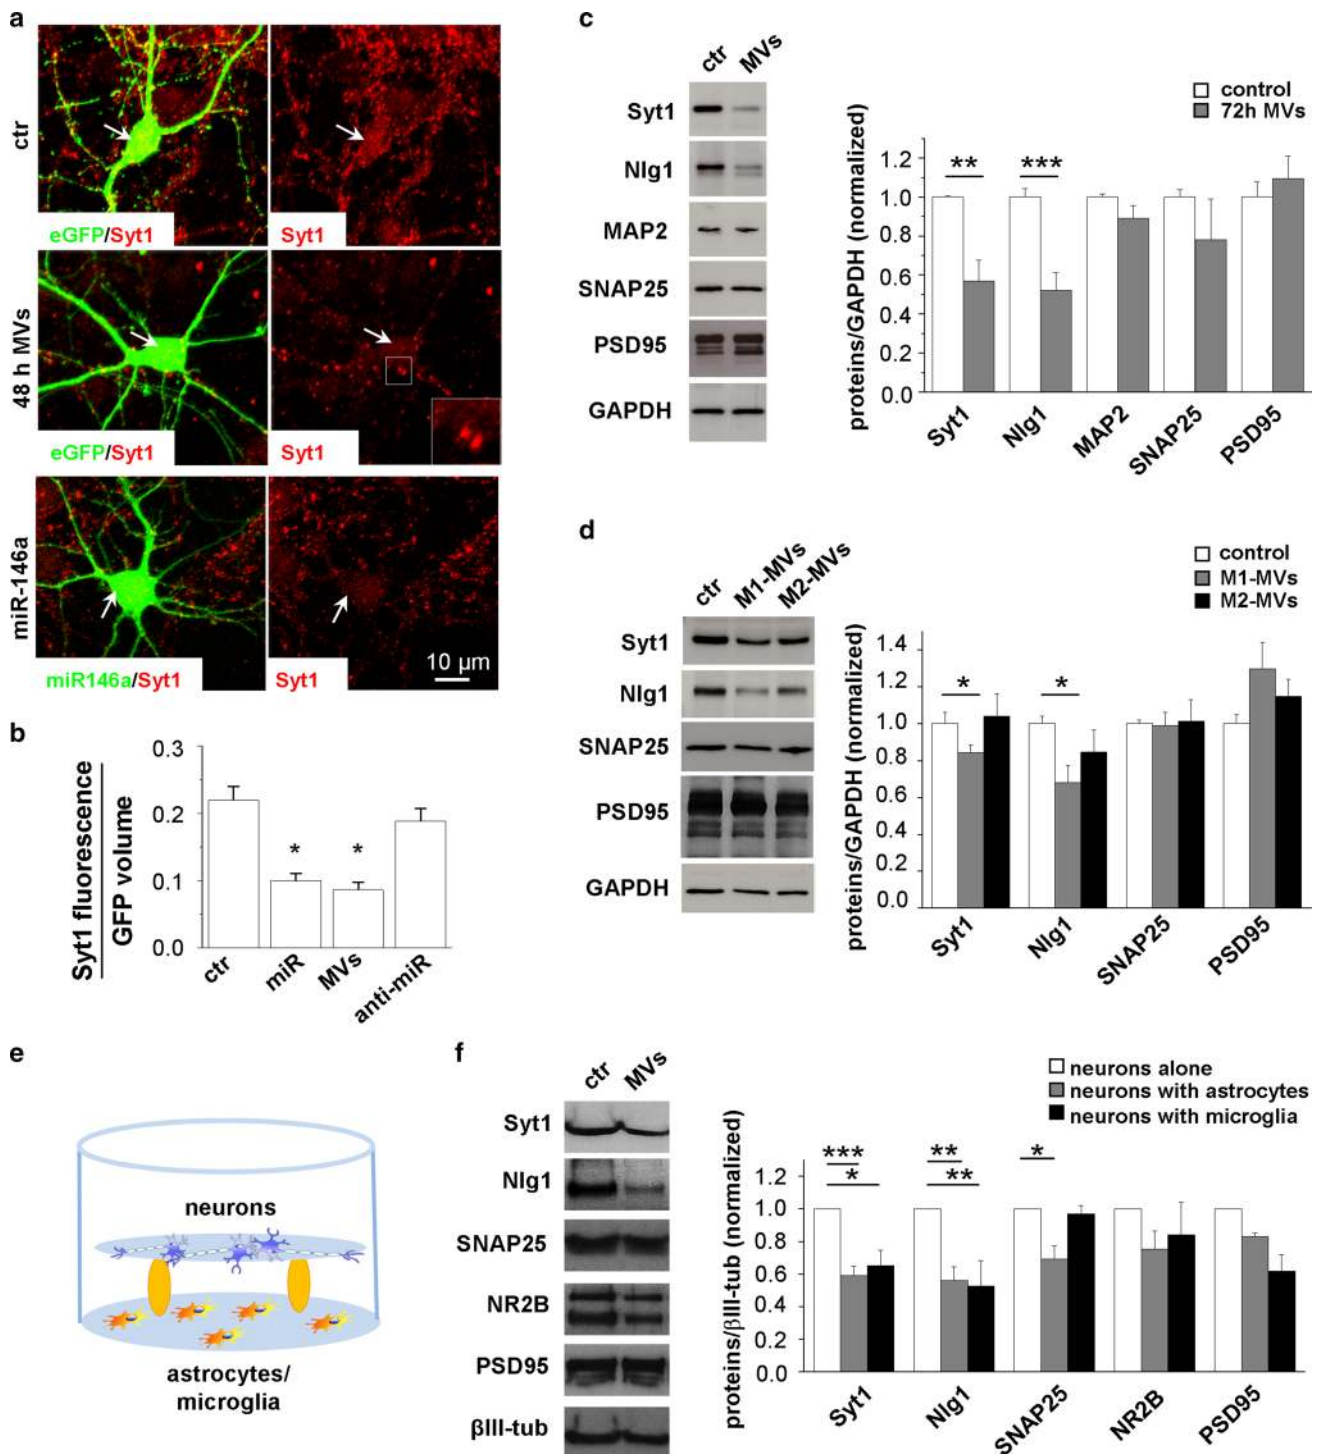 a
ctr
eGFP/Syt1
Syt1
48 h MVs
eGFP/Syt1
Syt1
miR-146a
miR146a/Syt1
Syt1
10 µm
b
Syt1 fluorescence
GFP volume
0.3
0.2
0.1
0.0
*
*
ctr
miR
MVs
anti-miR
c
ctr
MVs
Syt1
Nlg1
MAP2
SNAP25
PSD95
GAPDH
control
72h MVs
proteins/GAPDH (normalized)
1.2
1.0
0.8
0.6
0.4
0.2
0.0
**
***
Syt1
Nlg1
MAP2
SNAP25
PSD95
d
ctr
M1-MVs
M2-MVs
Syt1
Nlg1
SNAP25
PSD95
GAPDH
control
M1-MVs
M2-MVs
proteins/GAPDH (normalized)
1.4
1.2
1.0
0.8
0.6
0.4
0.2
0.0
*
*
Syt1
Nlg1
SNAP25
PSD95
e
neurons
astrocytes/
microglia
f
ctr
MVs
Syt1
Nlg1
SNAP25
NR2B
PSD95
βIII-tub
neurons alone
neurons with astrocytes
neurons with microglia
proteins/βIII-tub (normalized)
1.2
1.0
0.8
0.6
0.4
0.2
0.0
***
*
**
**
*
Syt1
Nlg1
SNAP25
NR2B
PSD95